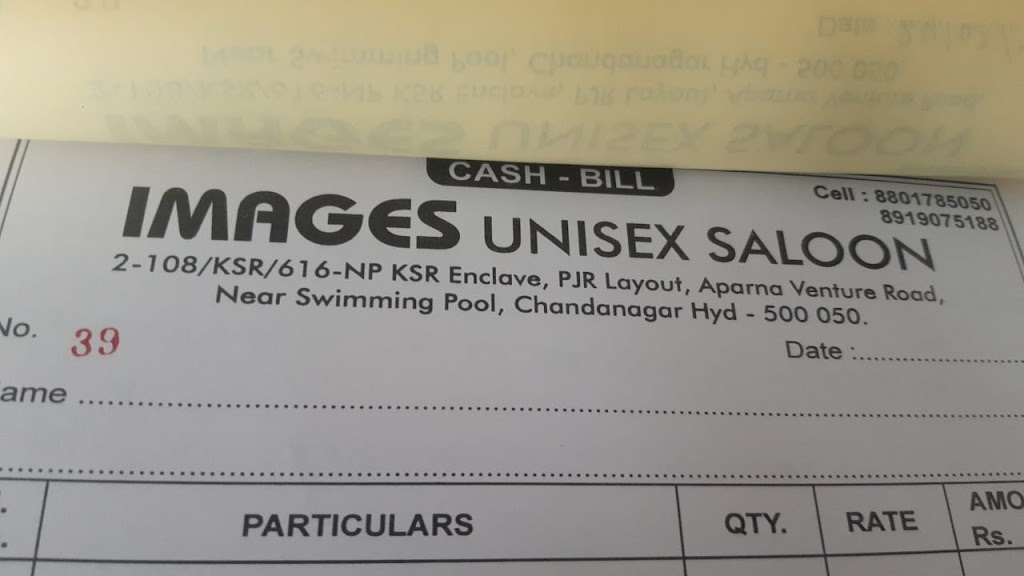 CASH - BILL
Cell : 8801785050
8919075188
IMAGES UNISEX SALOON
2-108/KSR/616-NP KSR Enclave, PJR Layout, Aparna Venture Road,
Near Swimming Pool, Chandanagar Hyd - 500 050.
No. 39
Date :
ame
PARTICULARS QTY. RATE AMO
Rs.